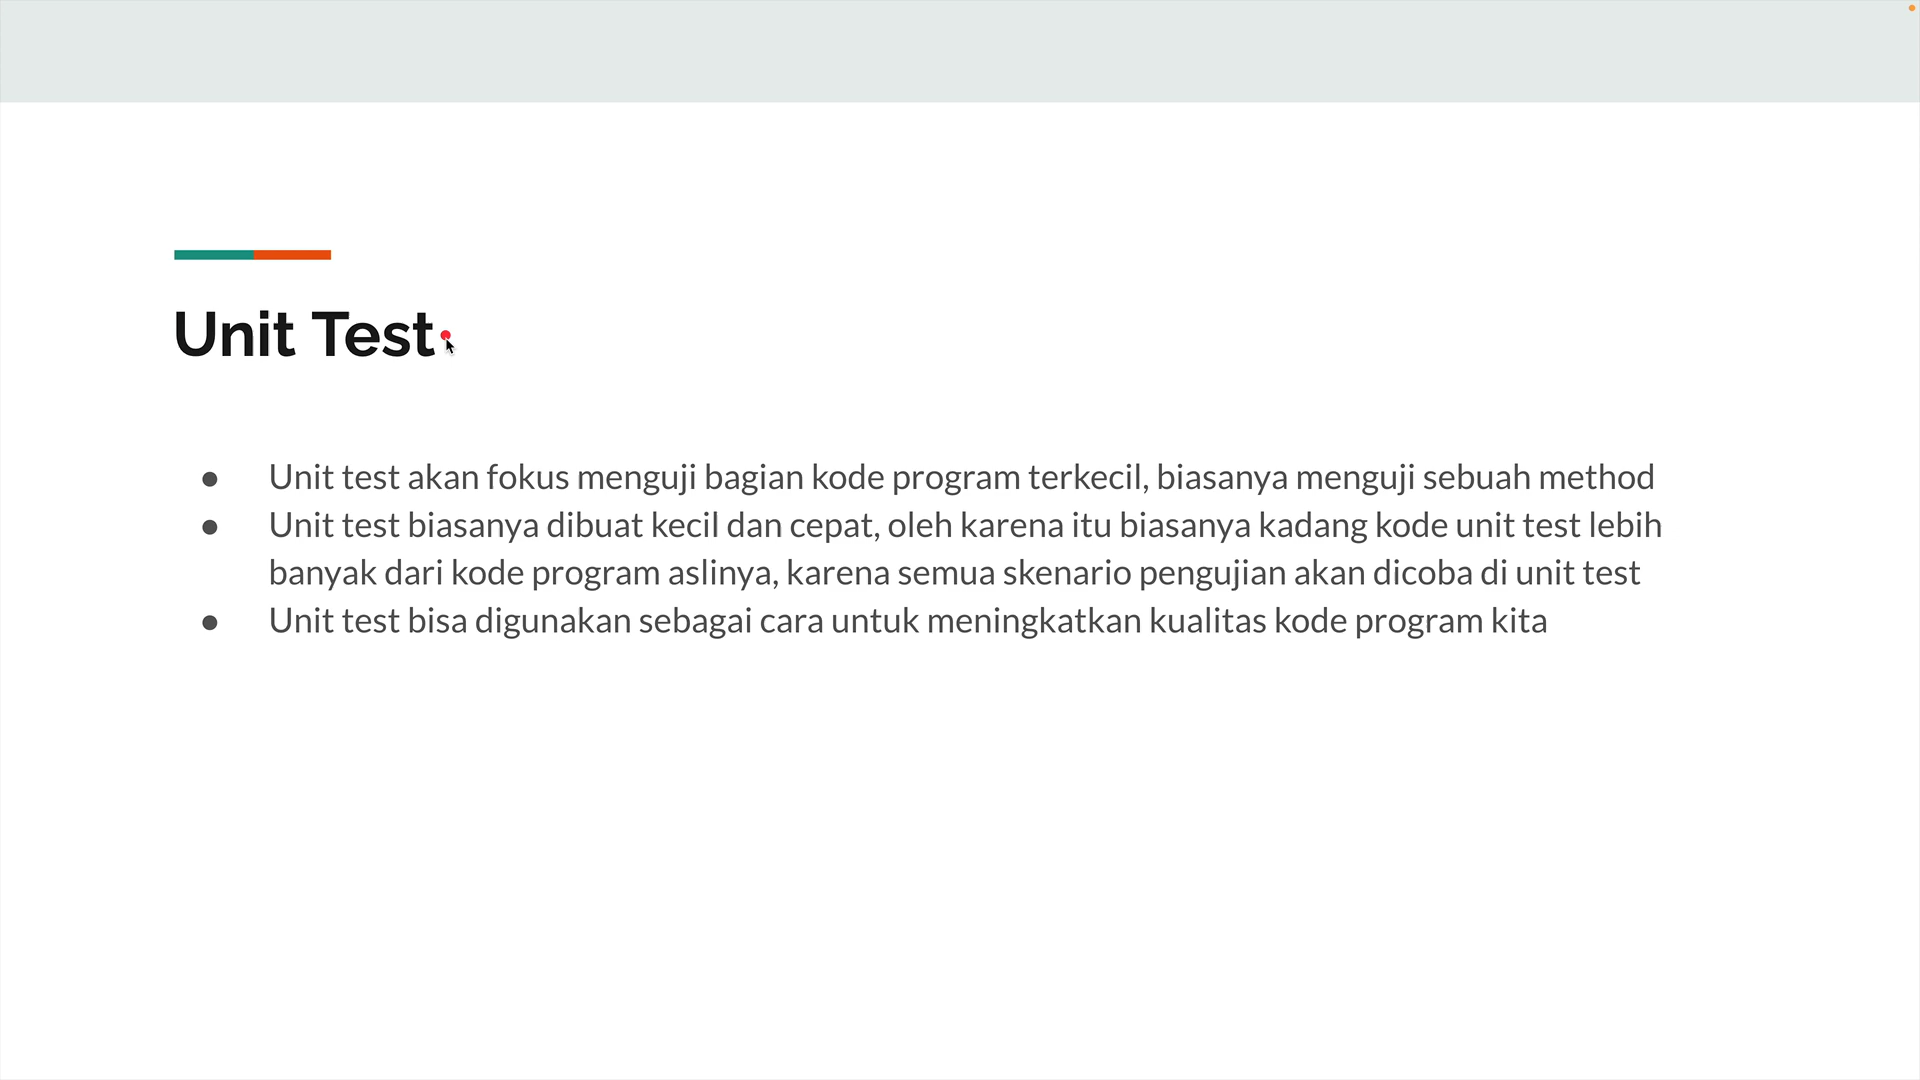 Unit Test
● Unit test akan fokus menguji bagian kode program terkecil, biasanya menguji sebuah method
● Unit test biasanya dibuat kecil dan cepat, oleh karena itu biasanya kadang kode unit test lebih
banyak dari kode program aslinya, karena semua skenario pengujian akan dicoba di unit test
● Unit test bisa digunakan sebagai cara untuk meningkatkan kualitas kode program kita